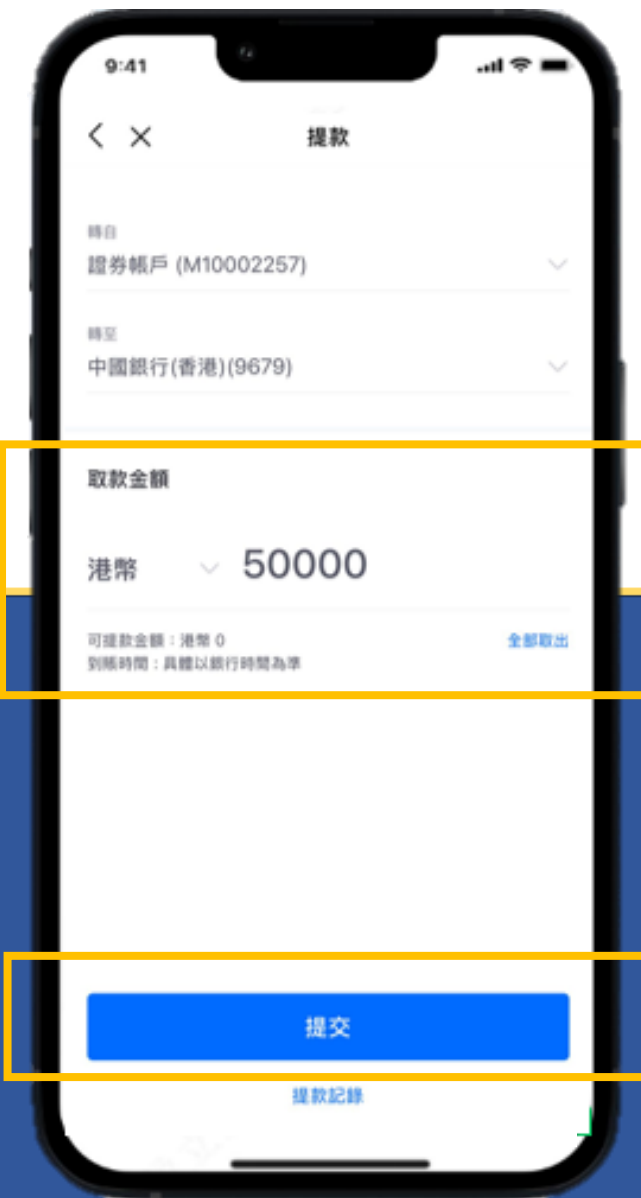 9:41
提款
轉自
證券帳戶 (M10002257)
轉至
中國銀行(香港)(9679)
取款金額
港幣 50000
可提款金額：港幣 0
全部取出
到賬時間：具體以銀行時間為準
提交
提款記錄